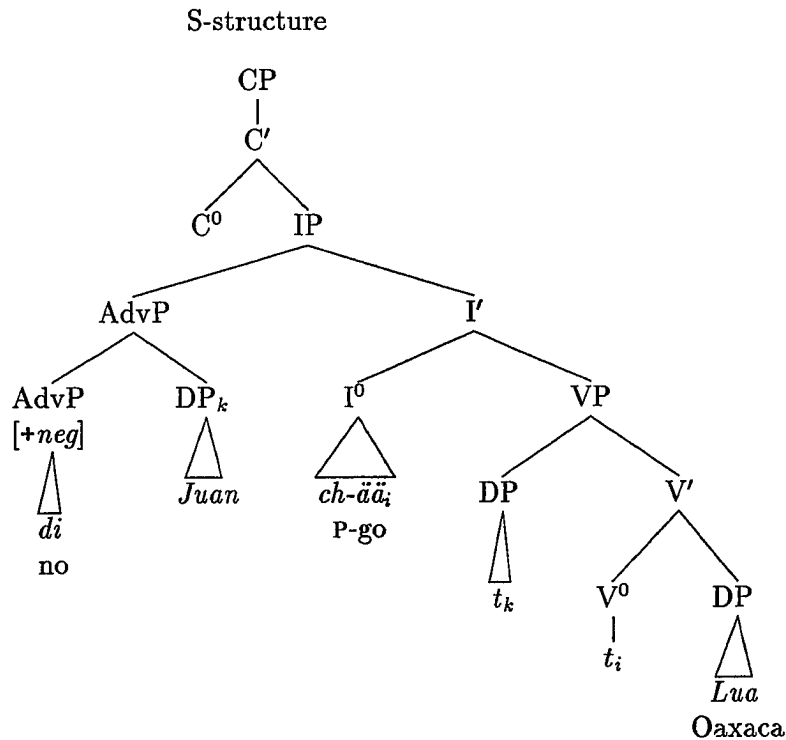 S-structure
CP
C′
C⁰ IP
AdvP I′
AdvP DPₖ I⁰ VP
[+neg]
Juan ch-ääᵢ DP V′
di P-go
no
tₖ V⁰ DP
tᵢ
Lua
Oaxaca